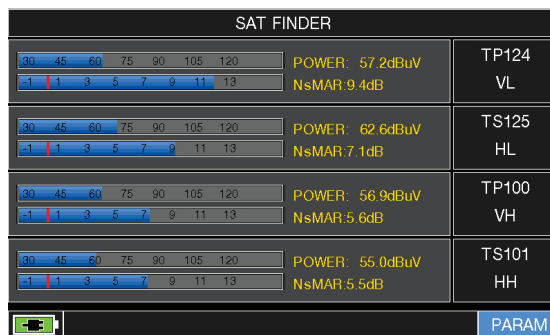 SAT FINDER
30 45 60 75 90 105 120
POWER: 57.2dBuV
-1 1 3 5 7 9 11 13
NsMAR:9.4dB
TP124
VL
30 45 60 75 90 105 120
POWER: 62.6dBuV
-1 1 3 5 7 9 11 13
NsMAR:7.1dB
TS125
HL
30 45 60 75 90 105 120
POWER: 56.9dBuV
-1 1 3 5 7 9 11 13
NsMAR:5.6dB
TP100
VH
30 45 60 75 90 105 120
POWER: 55.0dBuV
-1 1 3 5 7 9 11 13
NsMAR:5.5dB
TS101
HH
PARAM